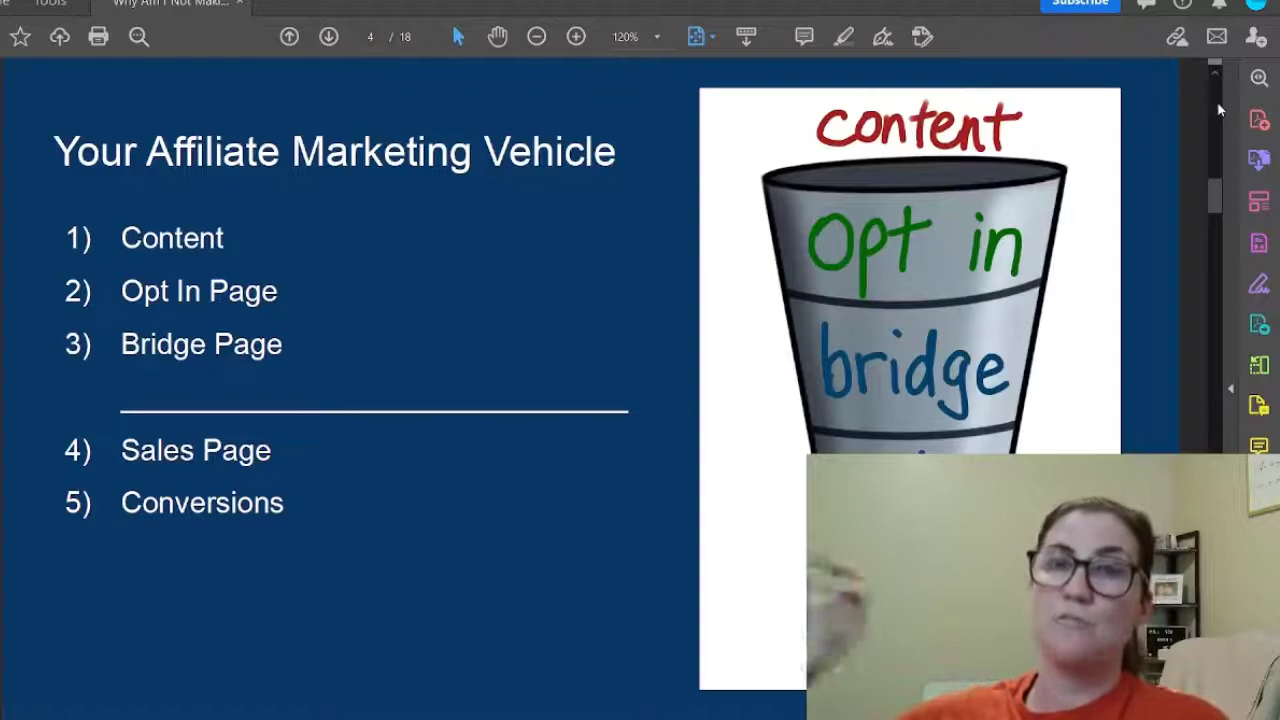 Tools
Why Am I Not Maki...
Subscribe
4 / 18
120%
Your Affiliate Marketing Vehicle
1) Content
2) Opt In Page
3) Bridge Page
4) Sales Page
5) Conversions
content
Opt in
bridge